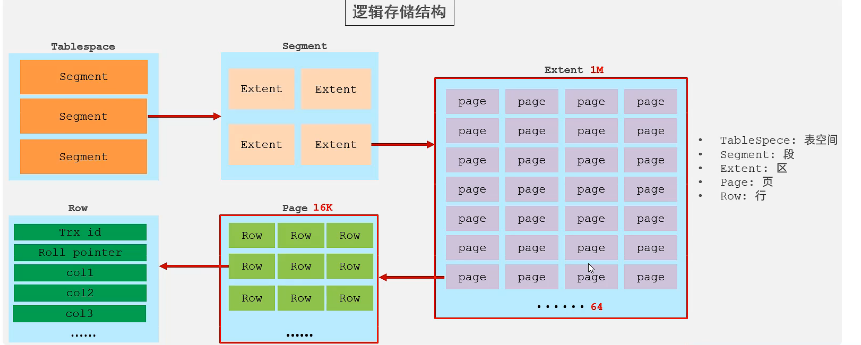 逻辑存储结构
Tablespace
Segment
Segment
Segment
Segment
Extent Extent
Extent Extent
Extent 1M
page page page page
page page page page
page page page page
page page page page
page page page page
page page page page
page page page page
······ 64
• TableSpece: 表空间
• Segment: 段
• Extent: 区
• Page: 页
• Row: 行
Row
Trx id
Roll pointer
col1
col2
col3
······
Page 16K
Row Row Row
Row Row Row
Row Row Row
······